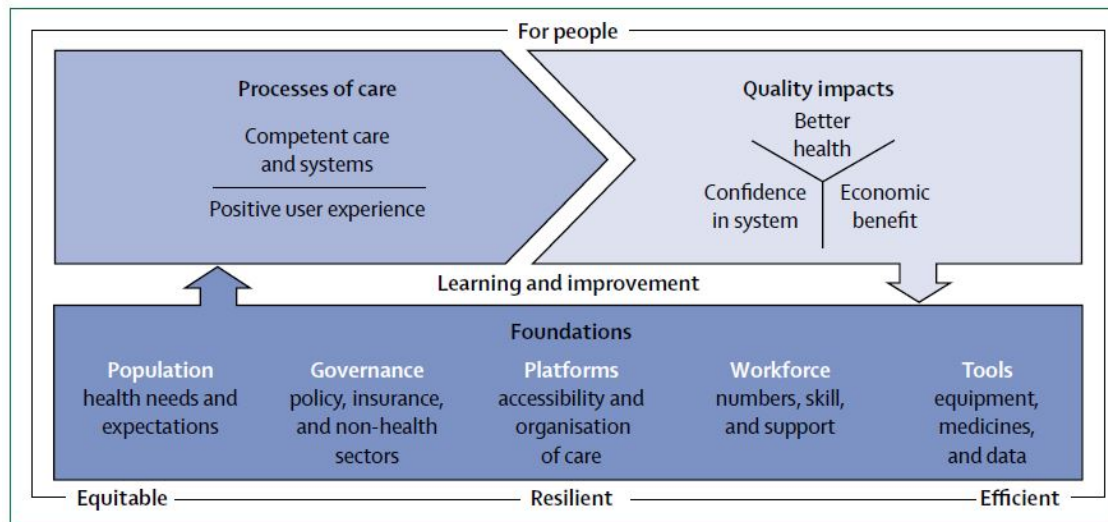 For people
Processes of care
Competent care
and systems
Positive user experience
Quality impacts
Better
health
Confidence
in system
Economic
benefit
Learning and improvement
Foundations
Population
health needs and
expectations
Governance
policy, insurance,
and non-health
sectors
Platforms
accessibility and
organisation
of care
Workforce
numbers, skill,
and support
Tools
equipment,
medicines,
and data
Equitable
Resilient
Efficient